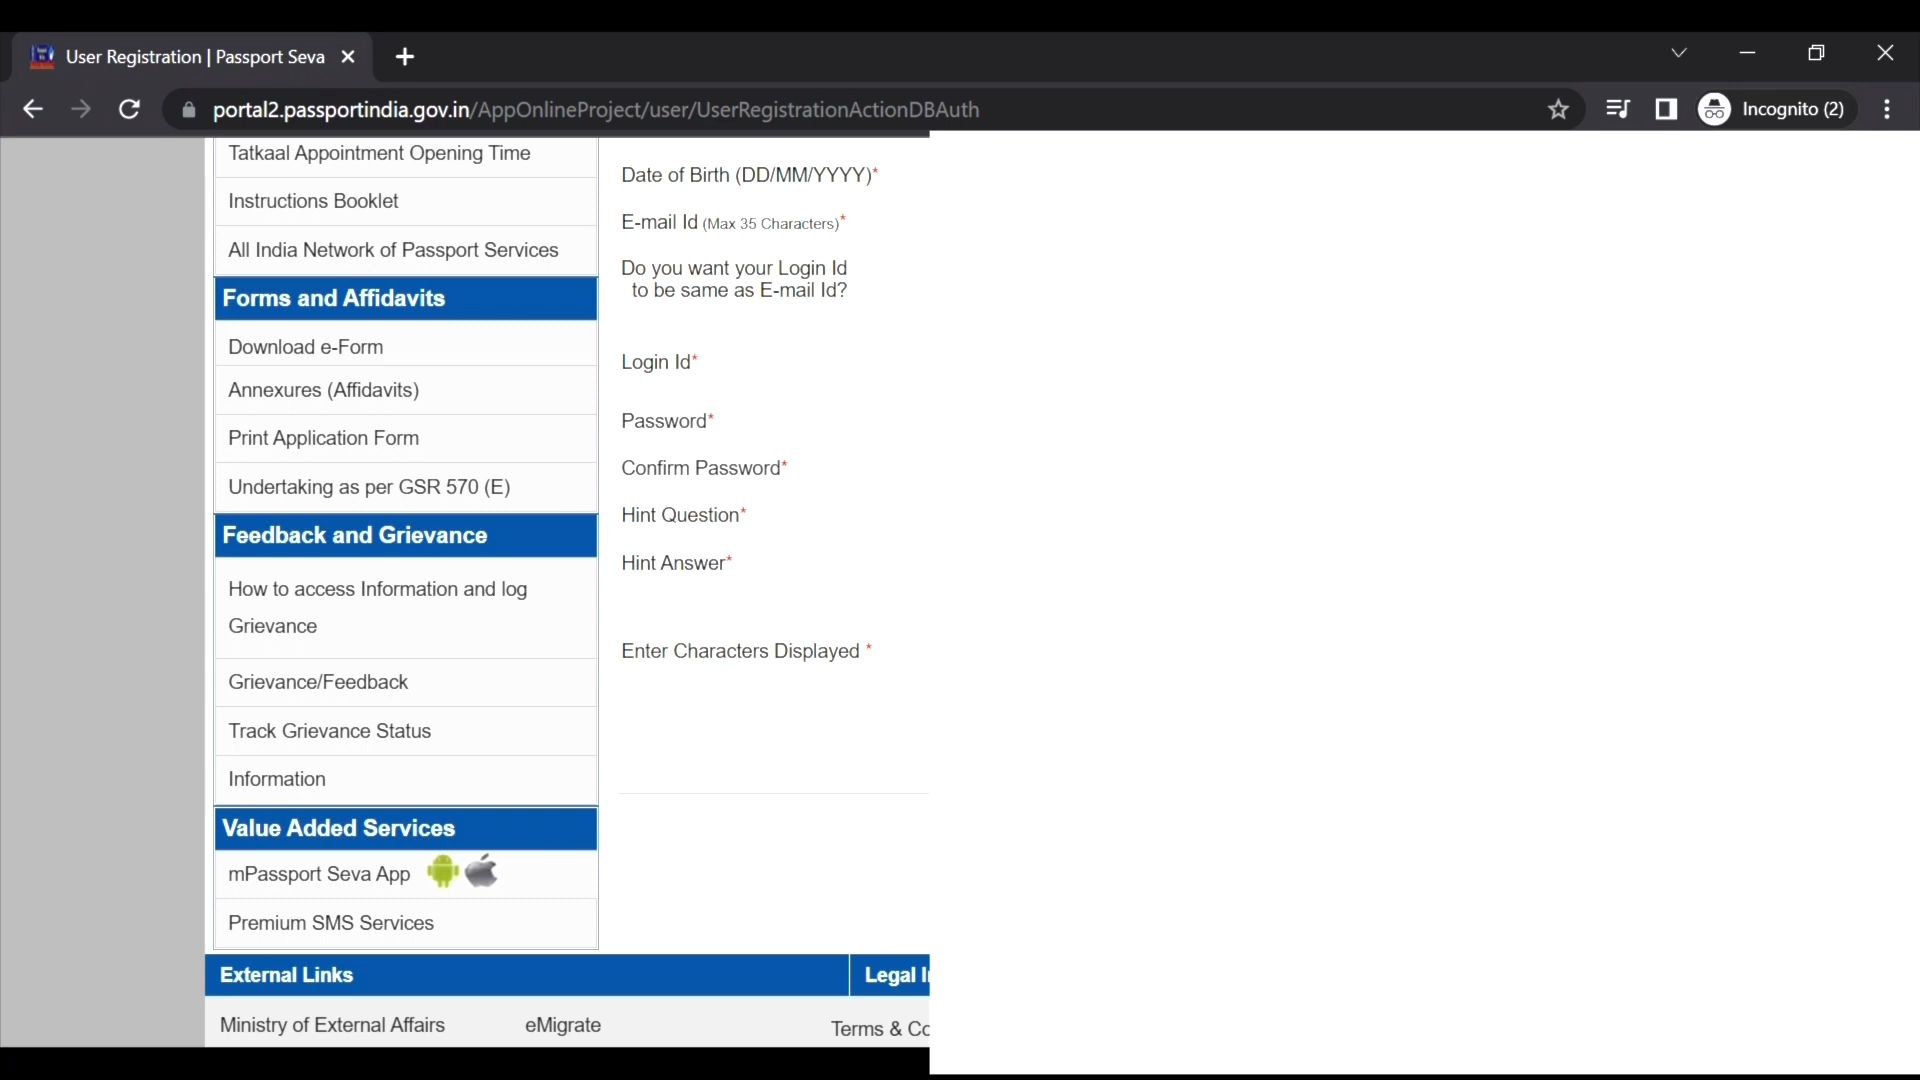 User Registration | Passport Seva
portal2.passportindia.gov.in/AppOnlineProject/user/UserRegistrationActionDBAuth
Incognito (2)
Tatkaal Appointment Opening Time
Instructions Booklet
All India Network of Passport Services
Forms and Affidavits
Download e-Form
Annexures (Affidavits)
Print Application Form
Undertaking as per GSR 570 (E)
Feedback and Grievance
How to access Information and log
Grievance
Grievance/Feedback
Track Grievance Status
Information
Value Added Services
mPassport Seva App
Premium SMS Services
Date of Birth (DD/MM/YYYY)*
E-mail Id (Max 35 Characters)*
Do you want your Login Id
to be same as E-mail Id?
Login Id*
Password*
Confirm Password*
Hint Question*
Hint Answer*
Enter Characters Displayed *
External Links
Legal
Ministry of External Affairs
eMigrate
Terms &